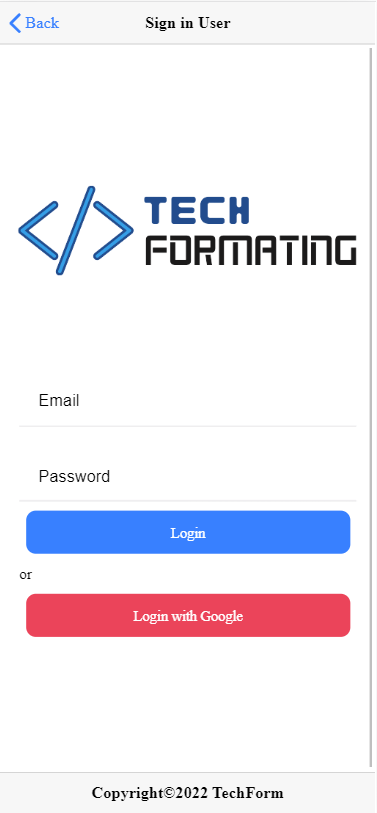 Back
Sign in User
TECH
FORMATING
Email
Password
Login
or
Login with Google
Copyright©2022 TechForm